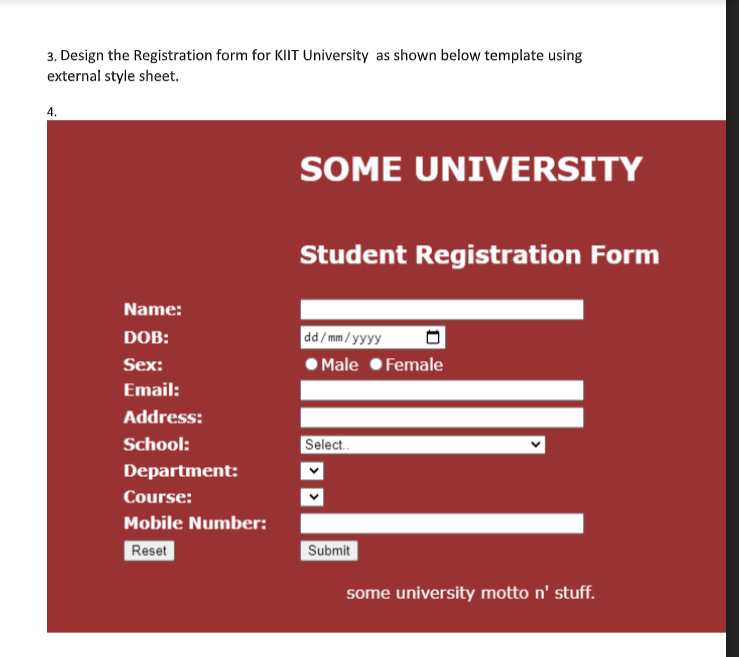 3. Design the Registration form for KIIT University as shown below template using
external style sheet.
4.
SOME UNIVERSITY
Student Registration Form
Name:
DOB: dd/mm/yyyy
Sex: Male Female
Email:
Address:
School: Select..
Department:
Course:
Mobile Number:
Reset Submit
some university motto n' stuff.